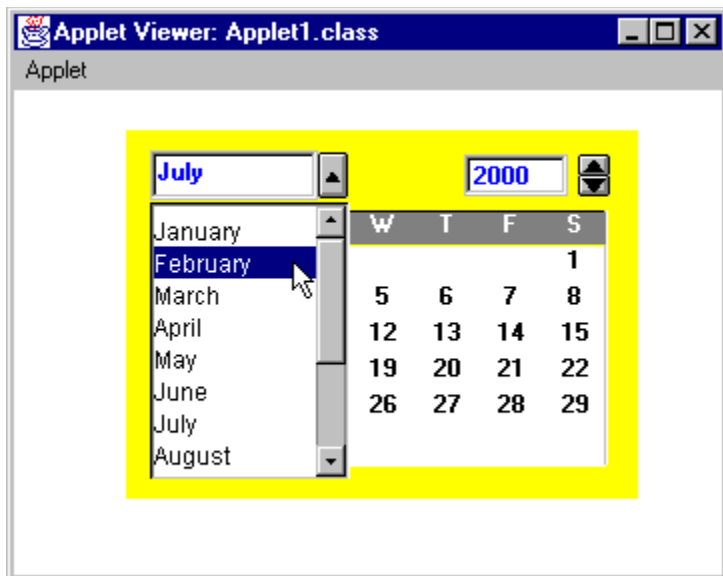 Applet Viewer: Applet1.class
Applet
July 2000
W T F S
January
February 1
March 5 6 7 8
April 12 13 14 15
May 19 20 21 22
June 26 27 28 29
July
August